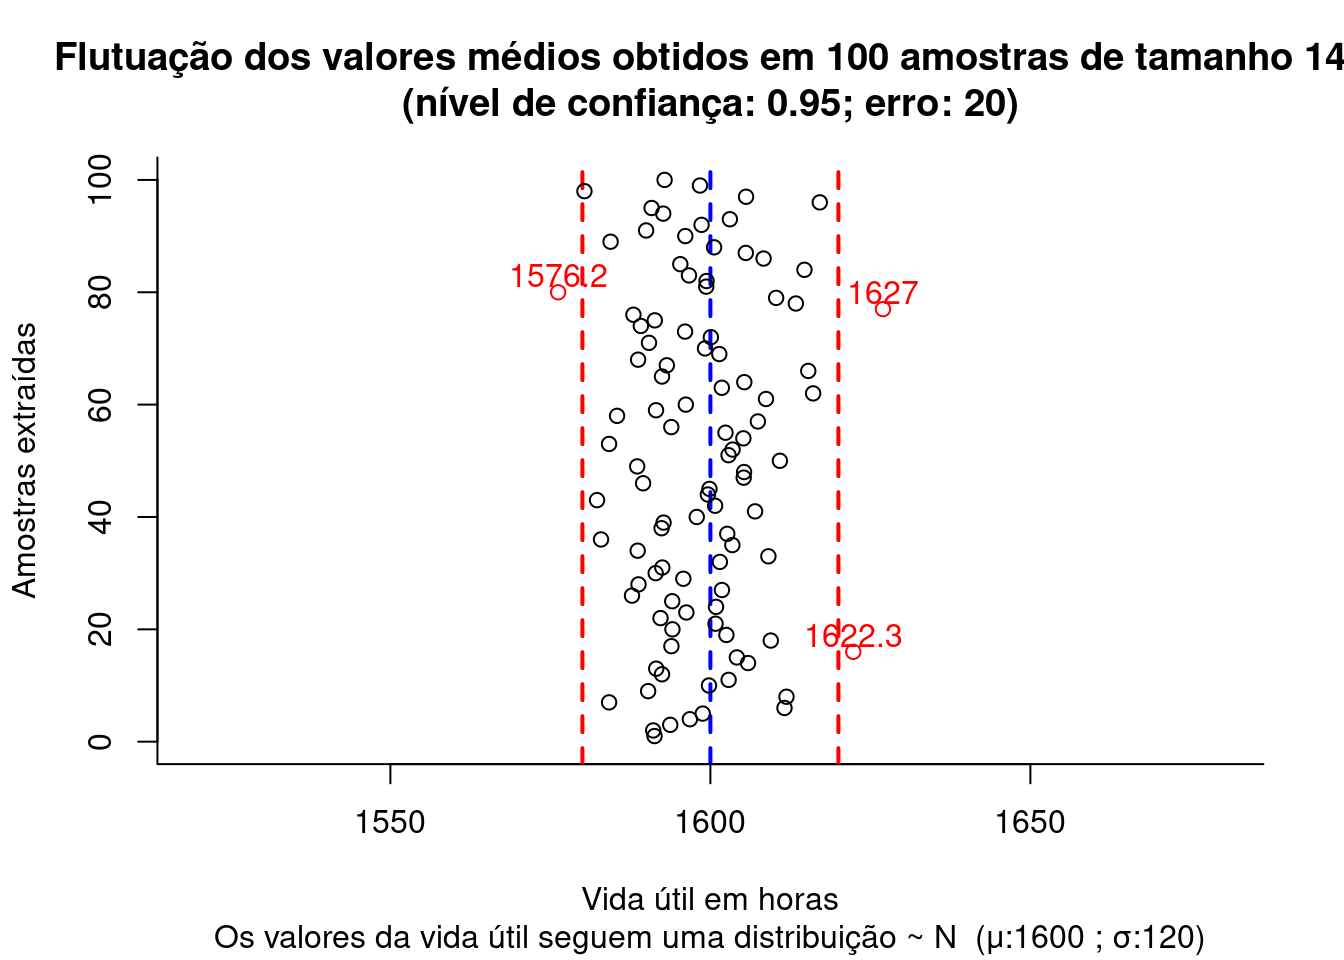 Flutuação dos valores médios obtidos em 100 amostras de tamanho 14
(nível de confiança: 0.95; erro: 20)
Amostras extraídas
100
80
60
40
20
0
1576.2
1627
1622.3
1550
1600
1650
Vida útil em horas
Os valores da vida útil seguem uma distribuição ~ N (μ:1600 ; σ:120)